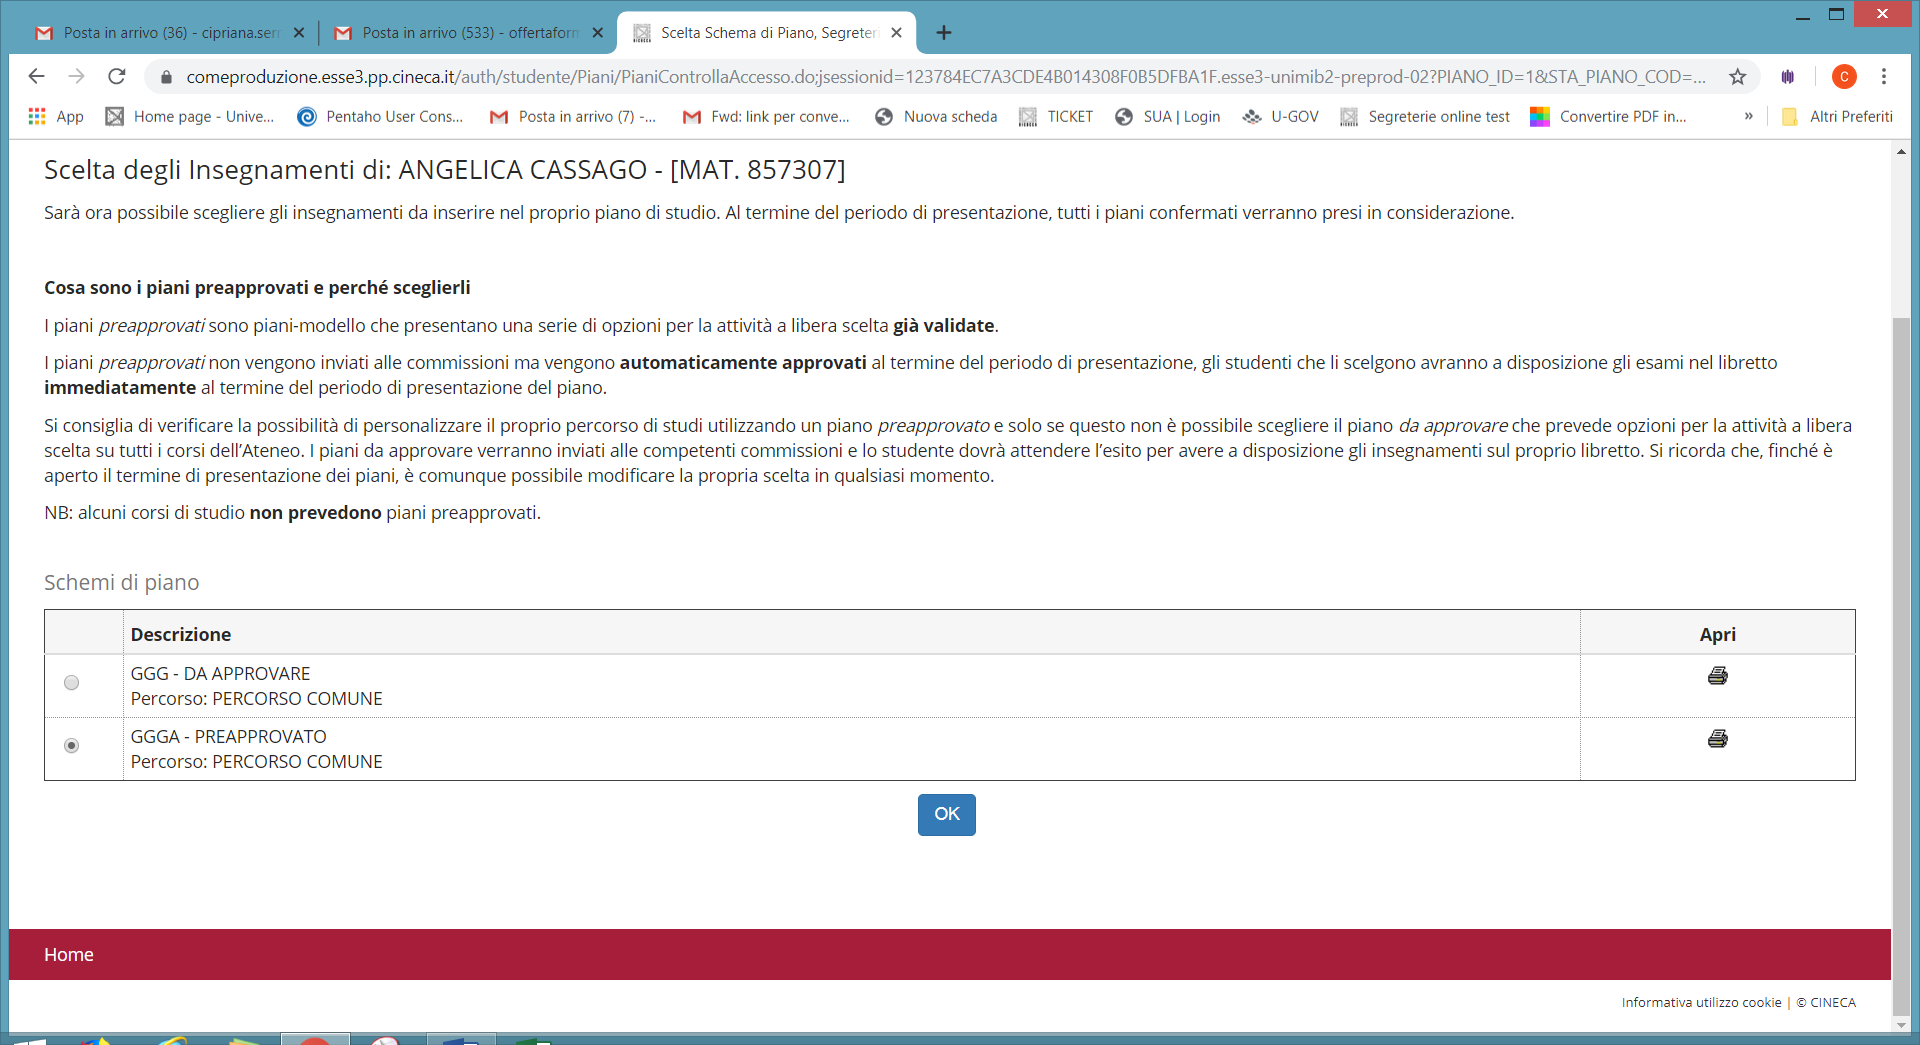 Posta in arrivo (36) - cipriana.ser
Posta in arrivo (533) - offertaform
Scelta Schema di Piano, Segreter
comeproduzione.esse3.pp.cineca.it/auth/studente/Piani/PianiControllaAccesso.do;jsessionid=123784EC7A3CDE4B014308F0B5DFBA1F.esse3-unimib2-preprod-02?PIANO_ID=1&STA_PIANO_COD=...
C
App
Home page - Unive...
Pentaho User Cons...
Posta in arrivo (7) -...
Fwd: link per conve...
Nuova scheda
TICKET
SUA | Login
U-GOV
Segreterie online test
Convertire PDF in...
»
Altri Preferiti
Scelta degli Insegnamenti di: ANGELICA CASSAGO - [MAT. 857307]
Sarà ora possibile scegliere gli insegnamenti da inserire nel proprio piano di studio. Al termine del periodo di presentazione, tutti i piani confermati verranno presi in considerazione.
Cosa sono i piani preapprovati e perché sceglierli
I piani preapprovati sono piani-modello che presentano una serie di opzioni per la attività a libera scelta già validate.
I piani preapprovati non vengono inviati alle commissioni ma vengono automaticamente approvati al termine del periodo di presentazione, gli studenti che li scelgono avranno a disposizione gli esami nel libretto
immediatamente al termine del periodo di presentazione del piano.
Si consiglia di verificare la possibilità di personalizzare il proprio percorso di studi utilizzando un piano preapprovato e solo se questo non è possibile scegliere il piano da approvare che prevede opzioni per la attività a libera
scelta su tutti i corsi dell'Ateneo. I piani da approvare verranno inviati alle competenti commissioni e lo studente dovrà attendere l'esito per avere a disposizione gli insegnamenti sul proprio libretto. Si ricorda che, finché è
aperto il termine di presentazione dei piani, è comunque possibile modificare la propria scelta in qualsiasi momento.
NB: alcuni corsi di studio non prevedono piani preapprovati.
Schemi di piano
Descrizione
Apri
GGG - DA APPROVARE
Percorso: PERCORSO COMUNE
GGGA - PREAPPROVATO
Percorso: PERCORSO COMUNE
OK
Home
Informativa utilizzo cookie | © CINECA